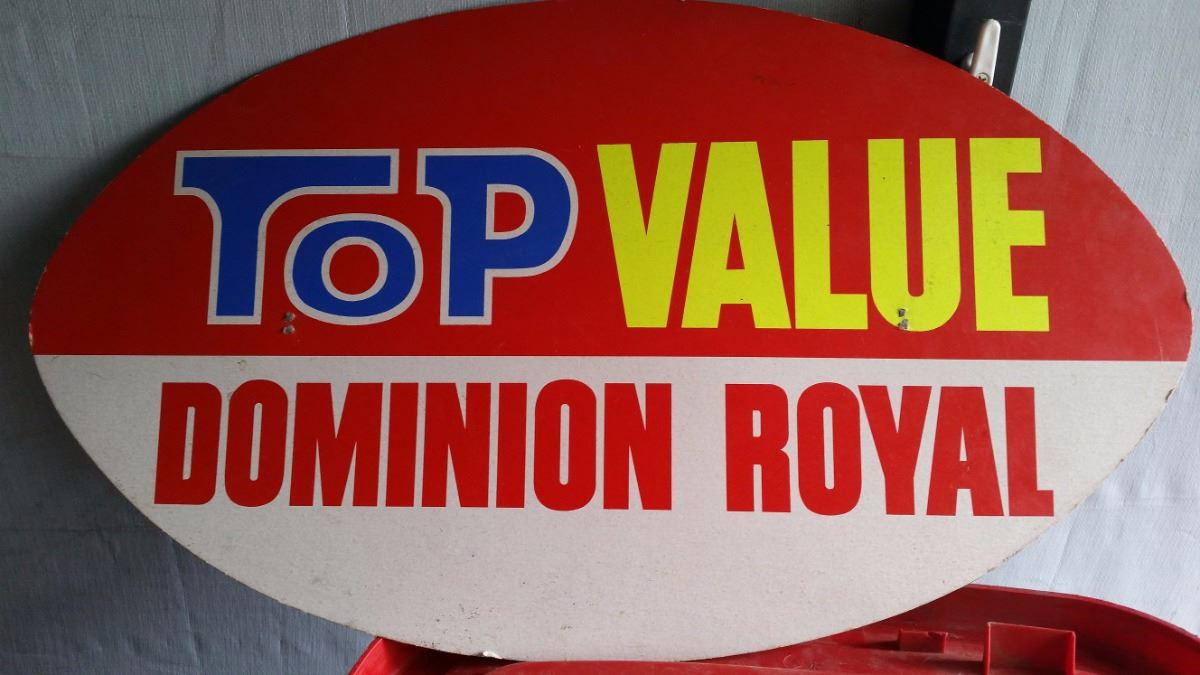 ToP VALUE
DOMINION ROYAL